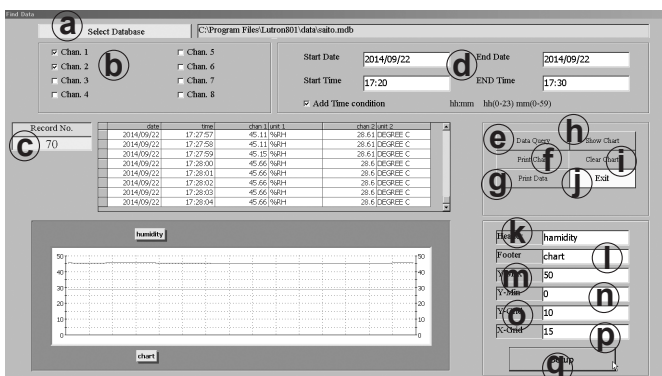 Find Data
a Select Database C:\Program Files\Lutron801\data\saito.mdb
Chan. 1 Chan. 5
Chan. 2 Chan. 6
Chan. 3 Chan. 7
Chan. 4 Chan. 8
b
Start Date 2014/09/22 End Date 2014/09/22
d
Start Time 17:20 END Time 17:30
Add Time condition hh:mm hh(0-23) mm(0-59)
Record No.
c 70
date time chan 1 unit 1 chan 2 unit 2
2014/09/22 17:27:57 45.11 %RH 28.61 DEGREE C
2014/09/22 17:27:58 45.11 %RH 28.6 DEGREE C
2014/09/22 17:27:59 45.15 %RH 28.61 DEGREE C
2014/09/22 17:28:00 45.66 %RH 28.6 DEGREE C
2014/09/22 17:28:01 45.66 %RH 28.6 DEGREE C
2014/09/22 17:28:02 45.66 %RH 28.6 DEGREE C
2014/09/22 17:28:03 45.66 %RH 28.6 DEGREE C
2014/09/22 17:28:04 45.66 %RH 28.6 DEGREE C
e Data Query h Show Chart
Print Chart f Clear Chart i
g Print Data j Exit
humidity
50 50
40 40
30 30
20 20
10 10
0 0
chart
k hamidity
Footer chart l
m 50
Y-Min 0 n
o 10
X-Grid 15 p
q